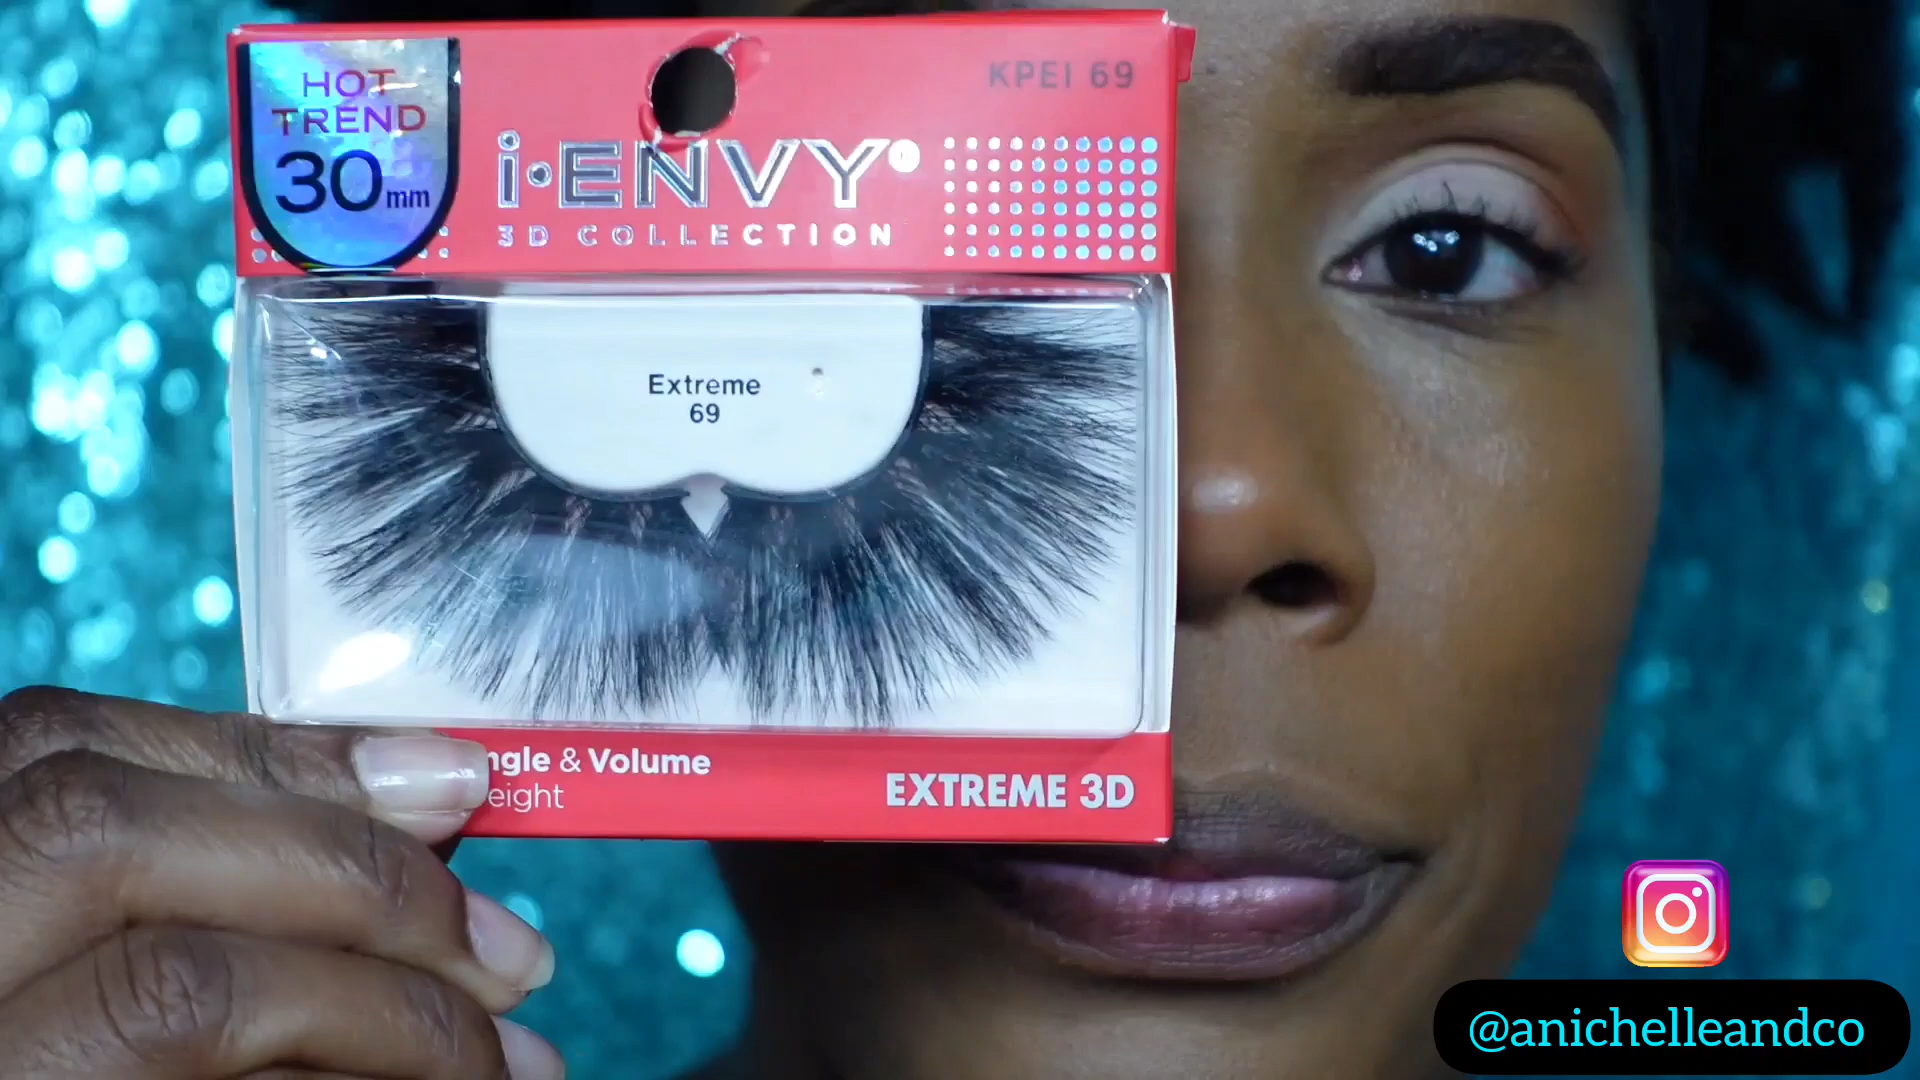 HOT
TREND
30mm
KPEI 69
i•ENVY
3D COLLECTION
Extreme
69
ngle & Volume
eight
EXTREME 3D
@anichelleandco